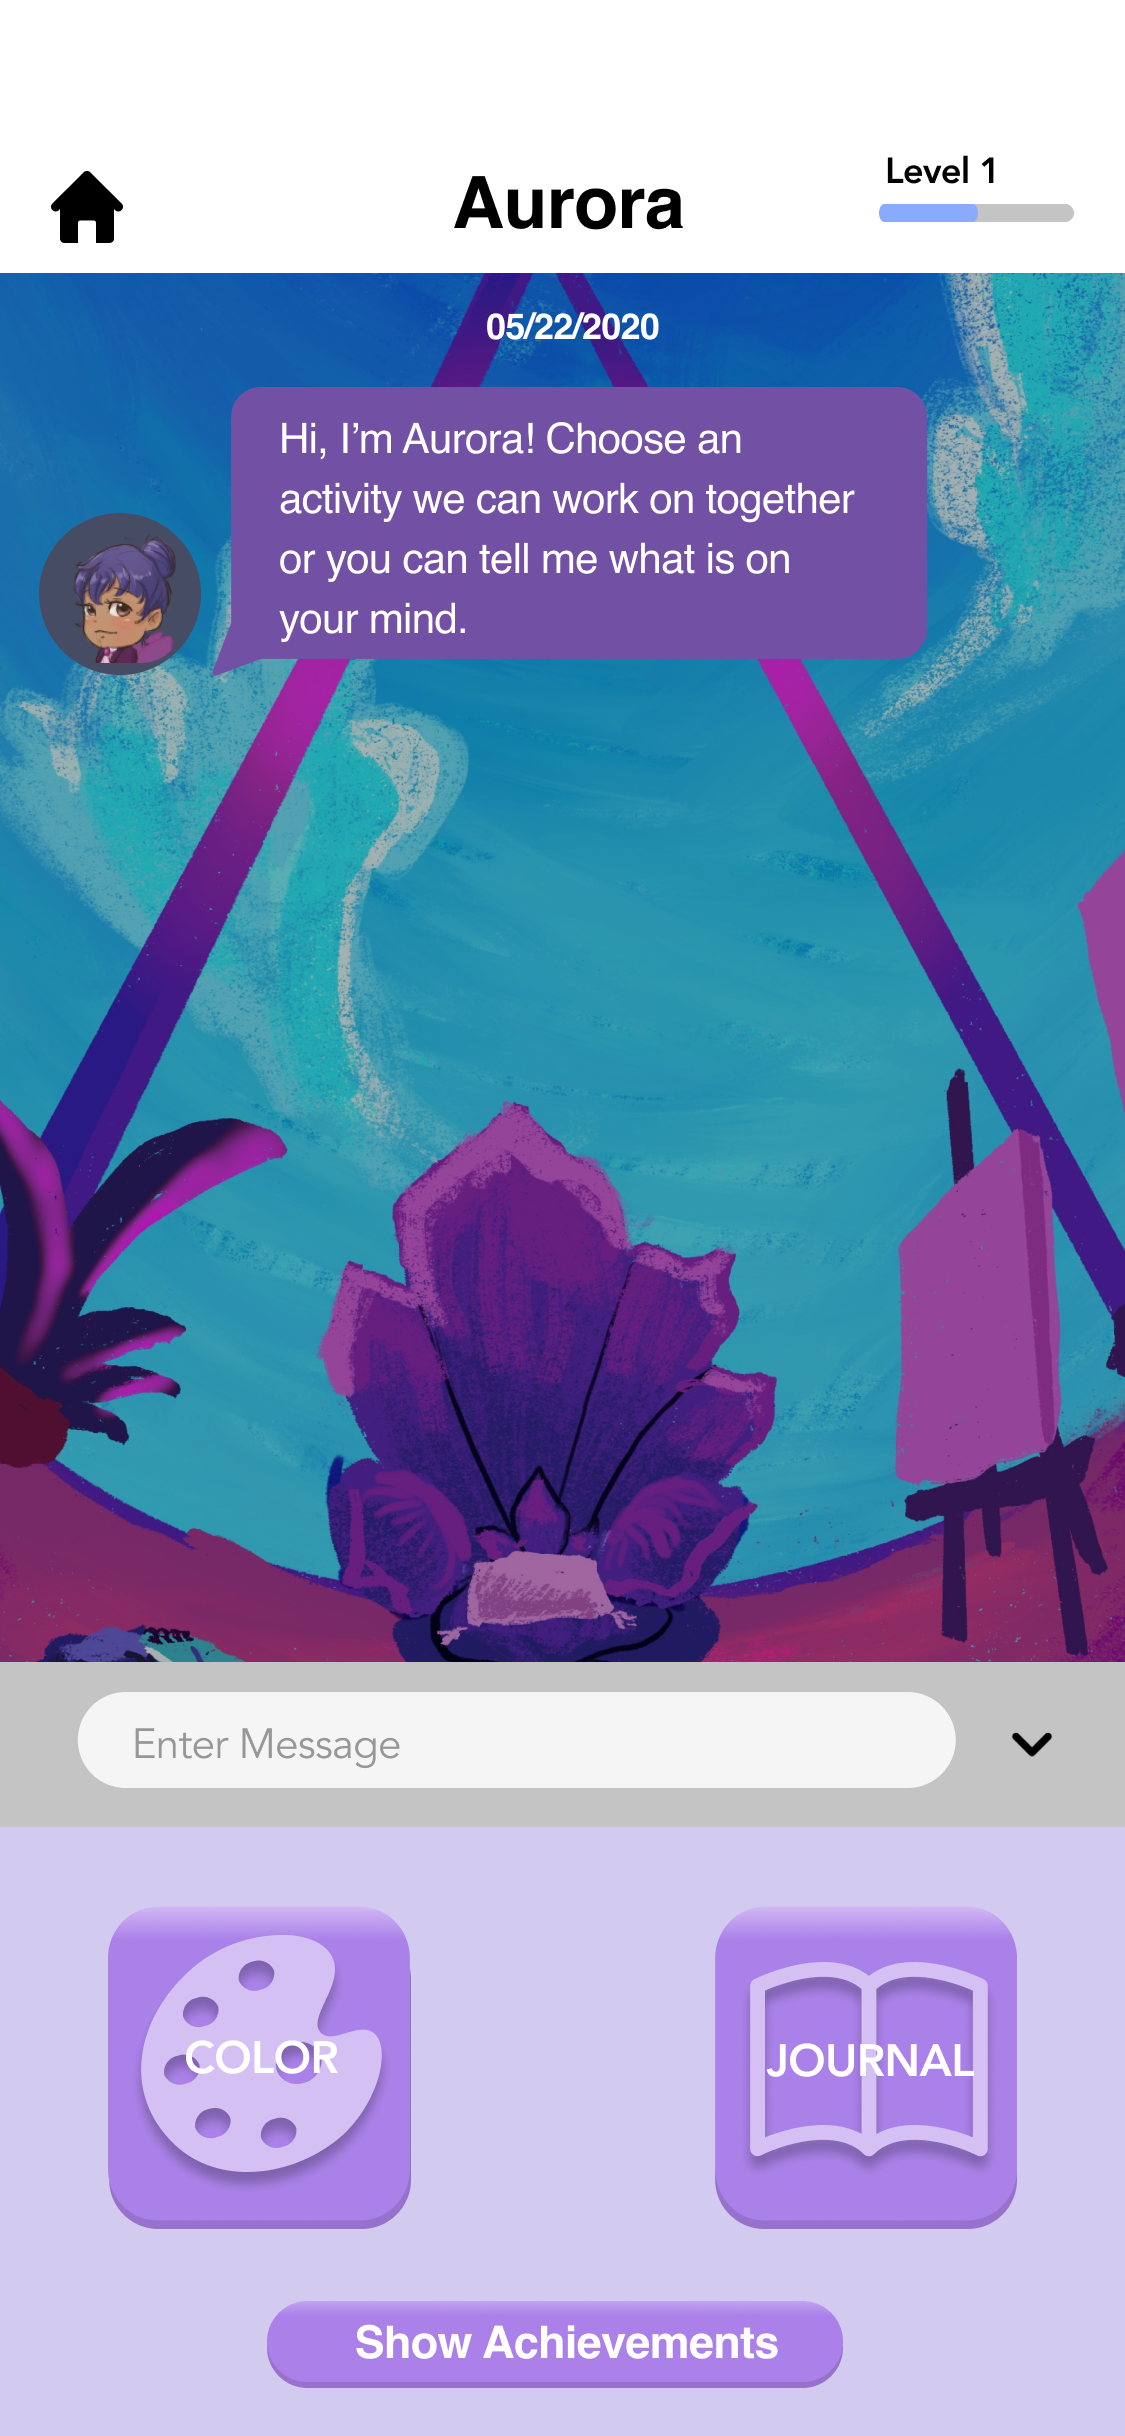 Level 1
Aurora
05/22/2020
Hi, I’m Aurora! Choose an
activity we can work on together
or you can tell me what is on
your mind.
Enter Message
COLOR
JOURNAL
Show Achievements